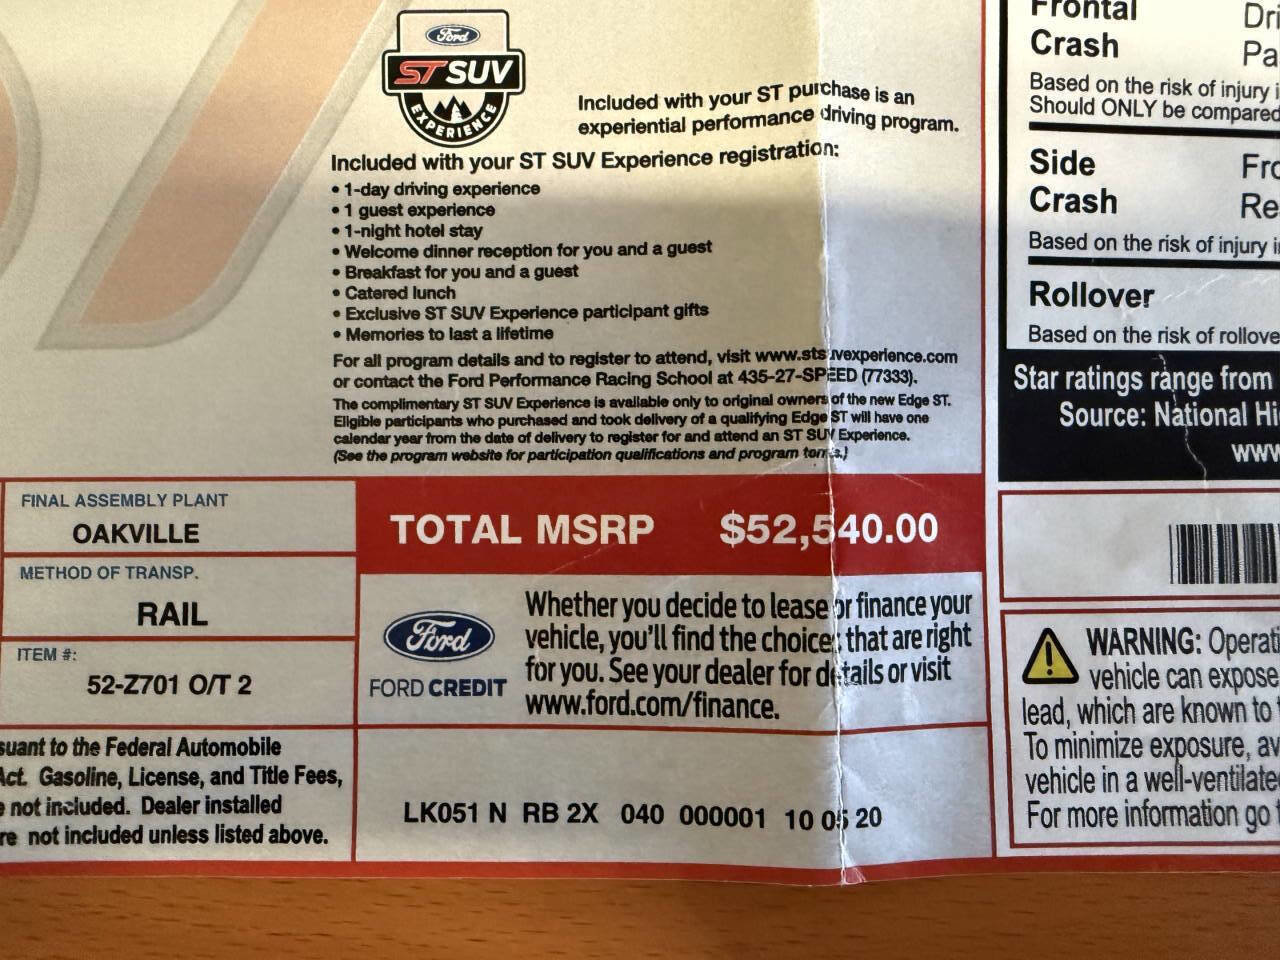 Ford
ST SUV
EXPERIENCE
Included with your ST purchase is an
experiential performance driving program.
Included with your ST SUV Experience registration:
• 1-day driving experience
• 1 guest experience
• 1-night hotel stay
• Welcome dinner reception for you and a guest
• Breakfast for you and a guest
• Catered lunch
• Exclusive ST SUV Experience participant gifts
• Memories to last a lifetime
For all program details and to register to attend, visit www.stsuvexperience.com
or contact the Ford Performance Racing School at 435-27-SPEED (77333).
The complimentary ST SUV Experience is available only to original owners of the new Edge ST.
Eligible participants who purchased and took delivery of a qualifying Edge ST will have one
calendar year from the date of delivery to register for and attend an ST SUV Experience.
(See the program website for participation qualifications and program terms.)
FINAL ASSEMBLY PLANT
OAKVILLE
METHOD OF TRANSP.
RAIL
ITEM #:
52-Z701 O/T 2
TOTAL MSRP $52,540.00
Ford
FORD CREDIT
Whether you decide to lease or finance your
vehicle, you'll find the choices that are right
for you. See your dealer for details or visit
www.ford.com/finance.
suant to the Federal Automobile
Act. Gasoline, License, and Title Fees,
e not included. Dealer installed
re not included unless listed above.
LK051 N RB 2X 040 000001 10 05 20
Frontal Dri
Crash Pa
Based on the risk of injury i
Should ONLY be compared
Side Fro
Crash Re
Based on the risk of injury i
Rollover
Based on the risk of rollove
Star ratings range from
Source: National Hi
www
WARNING: Operati
vehicle can expose
lead, which are known to t
To minimize exposure, av
vehicle in a well-ventilate
For more information go t